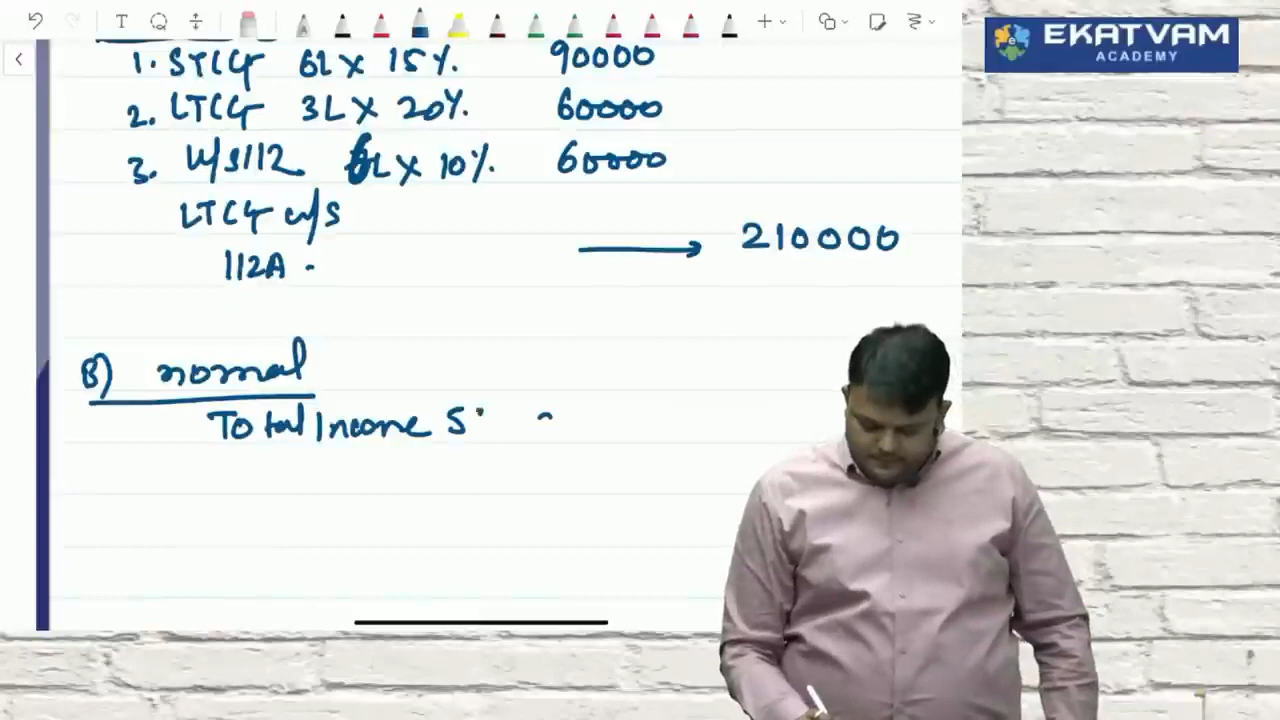 EKATVAM
ACADEMY
1. STCG 6L X 15%. 90000
2. LTCG 3L X 20%. 60000
3. U/S 112 6L X 10%. 60000
LTCG u/s
112A.
→ 210000
B) normal
Total Income S